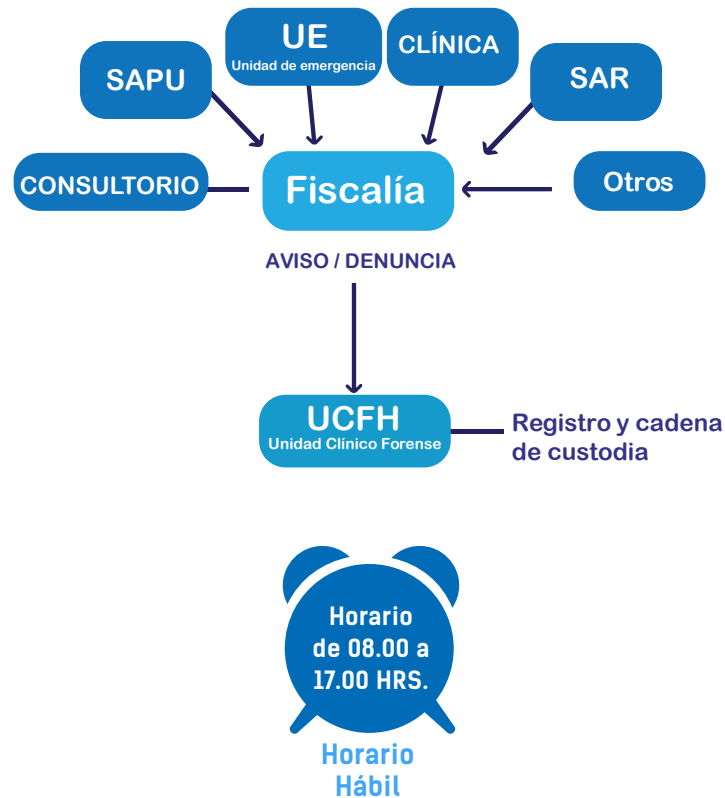 UE
Unidad de emergencia
CLÍNICA
SAPU
SAR
CONSULTORIO
Fiscalía
Otros
AVISO / DENUNCIA
UCFH
Unidad Clínico Forense
Registro y cadena
de custodia
Horario
de 08.00 a
17.00 HRS.
Horario
Hábil